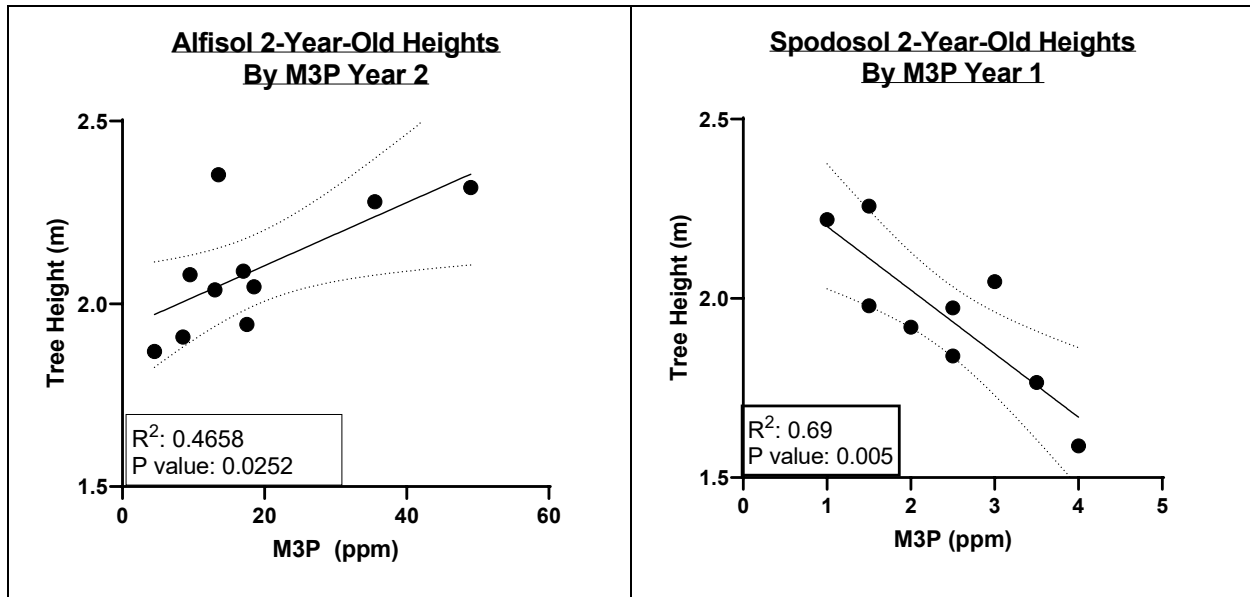 Alfisol 2-Year-Old Heights
By M3P Year 2
2.5
2.0
1.5
Tree Height (m)
R²: 0.4658
P value: 0.0252
0 20 40 60
M3P (ppm)
Spodosol 2-Year-Old Heights
By M3P Year 1
2.5
2.0
1.5
Tree Height (m)
R²: 0.69
P value: 0.005
0 1 2 3 4 5
M3P (ppm)